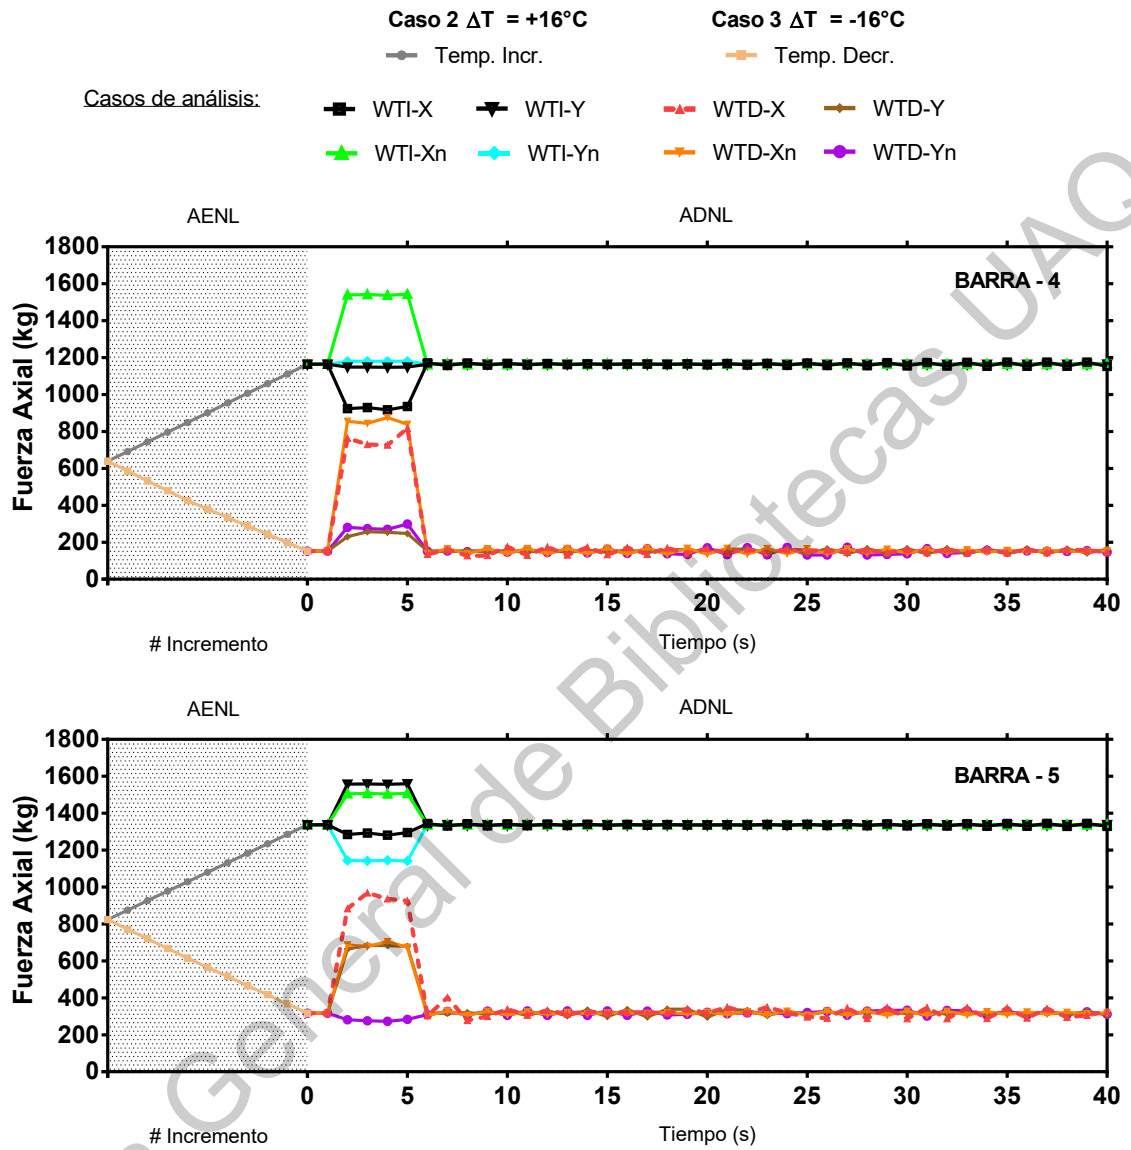 Caso 2 ΔT = +16°C Caso 3 ΔT = -16°C
Temp. Incr. Temp. Decr.
Casos de análisis:
WTI-X WTI-Y WTD-X WTD-Y
WTI-Xn WTI-Yn WTD-Xn WTD-Yn
AENL ADNL
BARRA - 4
Fuerza Axial (kg)
1800
1600
1400
1200
1000
800
600
400
200
0
0 5 10 15 20 25 30 35 40
# Incremento Tiempo (s)
AENL ADNL
BARRA - 5
Fuerza Axial (kg)
1800
1600
1400
1200
1000
800
600
400
200
0
0 5 10 15 20 25 30 35 40
# Incremento Tiempo (s)
General de Bibliotecas UAQ